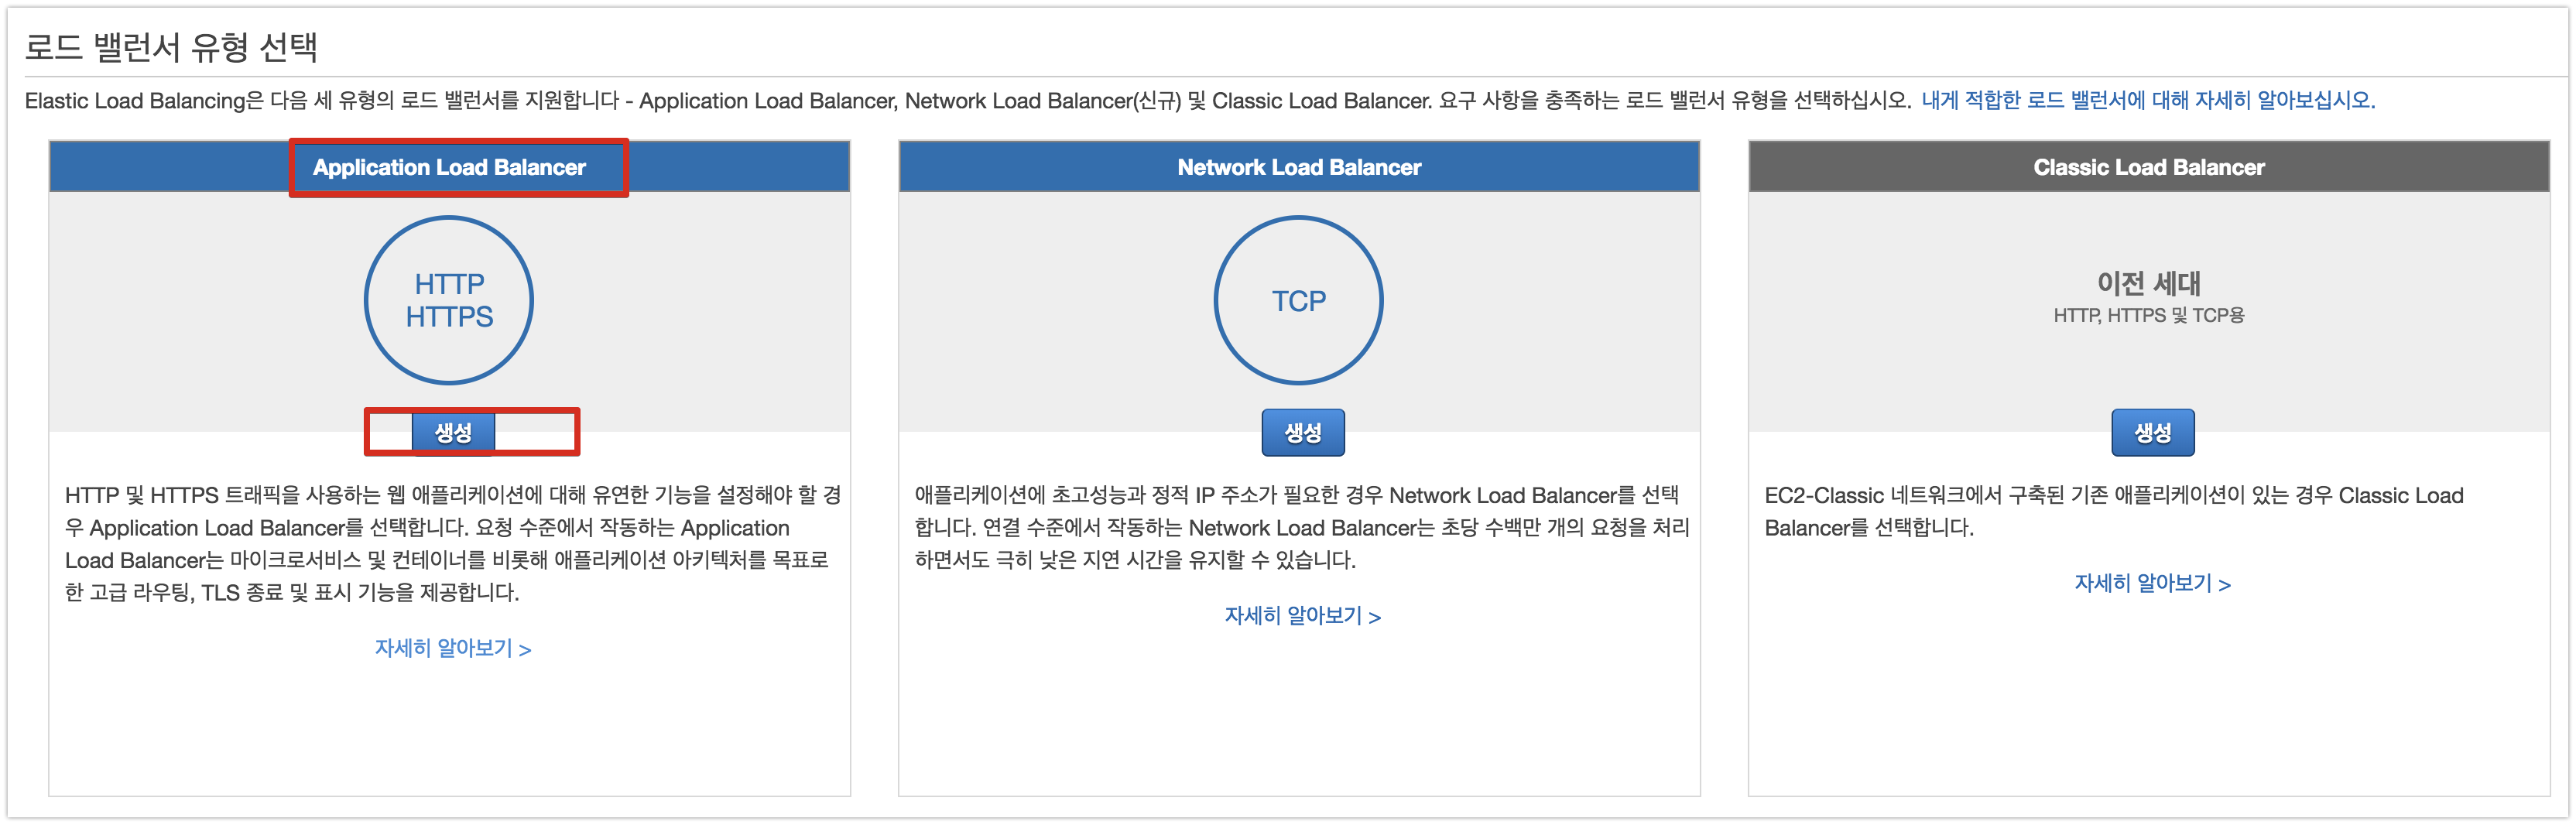 로드 밸런서 유형 선택
Elastic Load Balancing은 다음 세 유형의 로드 밸런서를 지원합니다 - Application Load Balancer, Network Load Balancer(신규) 및 Classic Load Balancer. 요구 사항을 충족하는 로드 밸런서 유형을 선택하십시오. 내게 적합한 로드 밸런서에 대해 자세히 알아보십시오.
Application Load Balancer
HTTP
HTTPS
생성
HTTP 및 HTTPS 트래픽을 사용하는 웹 애플리케이션에 대해 유연한 기능을 설정해야 할 경
우 Application Load Balancer를 선택합니다. 요청 수준에서 작동하는 Application
Load Balancer는 마이크로서비스 및 컨테이너를 비롯해 애플리케이션 아키텍처를 목표로
한 고급 라우팅, TLS 종료 및 표시 기능을 제공합니다.
자세히 알아보기 >
Network Load Balancer
TCP
생성
애플리케이션에 초고성능과 정적 IP 주소가 필요한 경우 Network Load Balancer를 선택
합니다. 연결 수준에서 작동하는 Network Load Balancer는 초당 수백만 개의 요청을 처리
하면서도 극히 낮은 지연 시간을 유지할 수 있습니다.
자세히 알아보기 >
Classic Load Balancer
이전 세대
HTTP, HTTPS 및 TCP용
생성
EC2-Classic 네트워크에서 구축된 기존 애플리케이션이 있는 경우 Classic Load
Balancer를 선택합니다.
자세히 알아보기 >